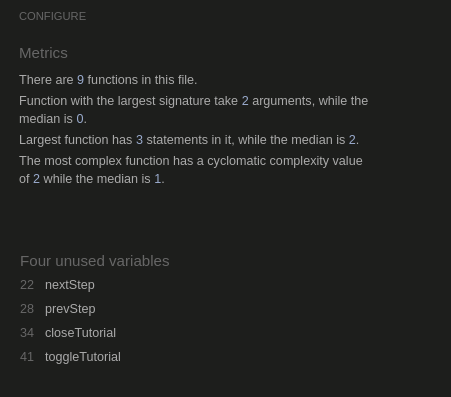 CONFIGURE
Metrics
There are 9 functions in this file.
Function with the largest signature take 2 arguments, while the
median is 0.
Largest function has 3 statements in it, while the median is 2.
The most complex function has a cyclomatic complexity value
of 2 while the median is 1.
Four unused variables
22 nextStep
28 prevStep
34 closeTutorial
41 toggleTutorial